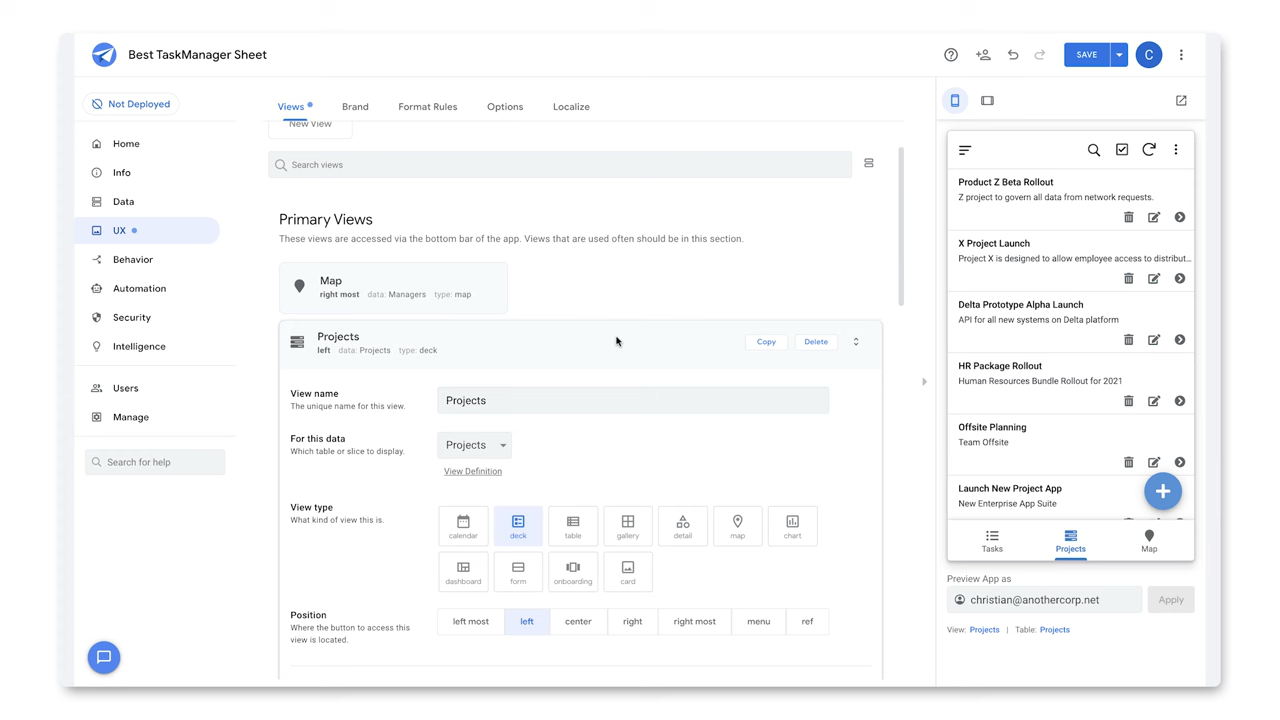 Best TaskManager Sheet
SAVE
C
Not Deployed
Home
Info
Data
UX
Behavior
Automation
Security
Intelligence
Users
Manage
Search for help
Views
Brand
Format Rules
Options
Localize
New View
Search views
Primary Views
These views are accessed via the bottom bar of the app. Views that are used often should be in this section.
Map
right most data: Managers type: map
Projects
left data: Projects type: deck
Copy
Delete
View name
The unique name for this view.
Projects
For this data
Which table or slice to display.
Projects
View Definition
View type
What kind of view this is.
calendar
deck
table
gallery
detail
map
chart
dashboard
form
onboarding
card
Position
Where the button to access this
view is located.
left most
left
center
right
right most
menu
ref
Product Z Beta Rollout
Z project to govern all data from network requests.
X Project Launch
Project X is designed to allow employee access to distribut...
Delta Prototype Alpha Launch
API for all new systems on Delta platform
HR Package Rollout
Human Resources Bundle Rollout for 2021
Offsite Planning
Team Offsite
Launch New Project App
New Enterprise App Suite
Tasks
Projects
Map
Preview App as
christian@anothercorp.net
Apply
View: Projects | Table: Projects